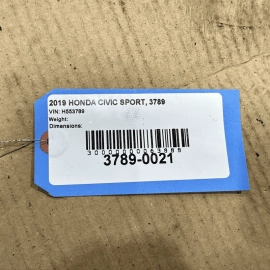 2019 HONDA CIVIC SPORT, 3789
VIN: H553789
Weight:
Dimensions:
3789-0021